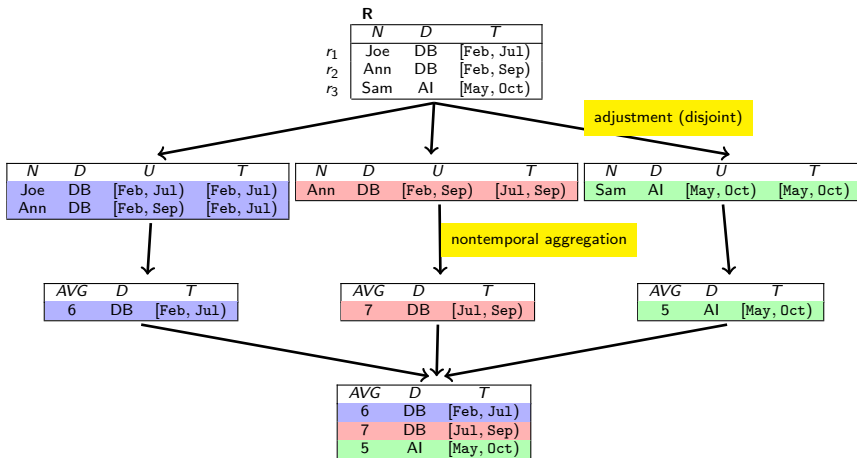 R
N D T
r1 Joe DB [Feb, Jul)
r2 Ann DB [Feb, Sep)
r3 Sam AI [May, Oct)
adjustment (disjoint)
N D U T
Joe DB [Feb, Jul) [Feb, Jul)
Ann DB [Feb, Sep) [Feb, Jul)
N D U T
Ann DB [Feb, Sep) [Jul, Sep)
N D U T
Sam AI [May, Oct) [May, Oct)
nontemporal aggregation
AVG D T
6 DB [Feb, Jul)
AVG D T
7 DB [Jul, Sep)
AVG D T
5 AI [May, Oct)
AVG D T
6 DB [Feb, Jul)
7 DB [Jul, Sep)
5 AI [May, Oct)